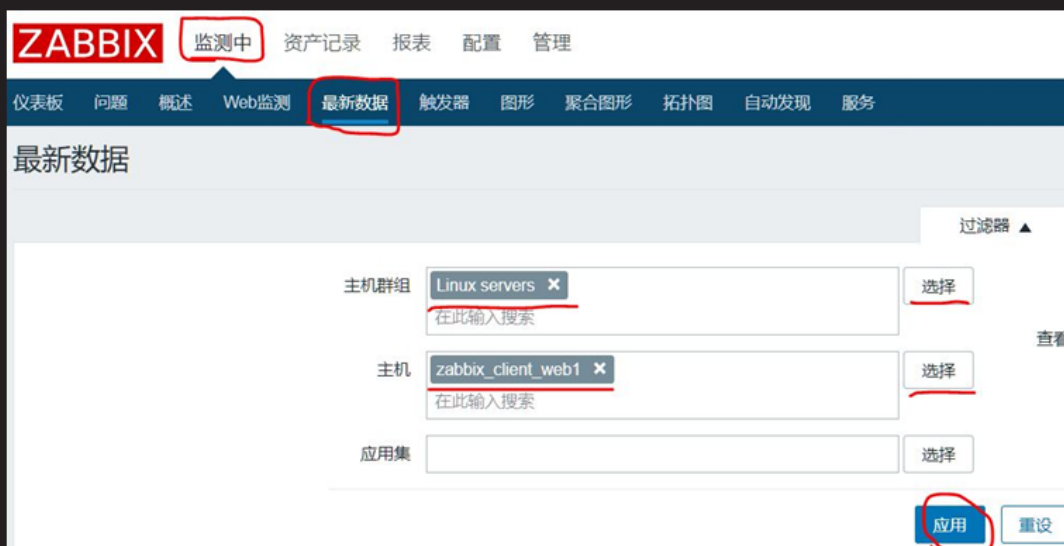 ZABBIX 监测中 资产记录 报表 配置 管理
仪表板 问题 概述 Web监测 最新数据 触发器 图形 聚合图形 拓扑图 自动发现 服务
最新数据
过滤器 ▲
主机群组 Linux servers × 选择
在此输入搜索
查看
主机 zabbix_client_web1 × 选择
在此输入搜索
应用集 选择
应用 重设